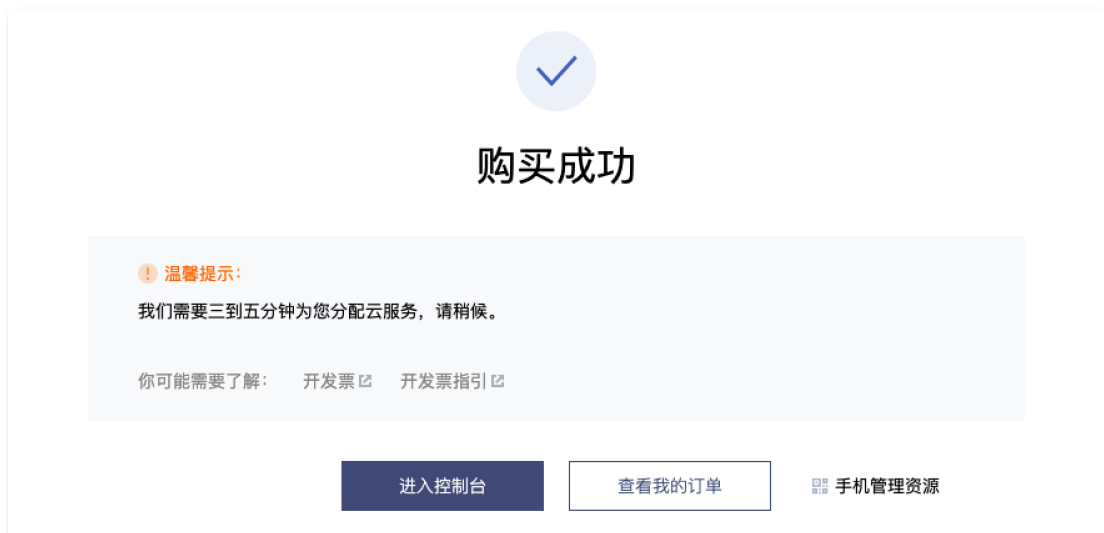 购买成功
温馨提示：
我们需要三到五分钟为您分配云服务，请稍候。
你可能需要了解： 开发票 开发票指引
进入控制台 查看我的订单 手机管理资源